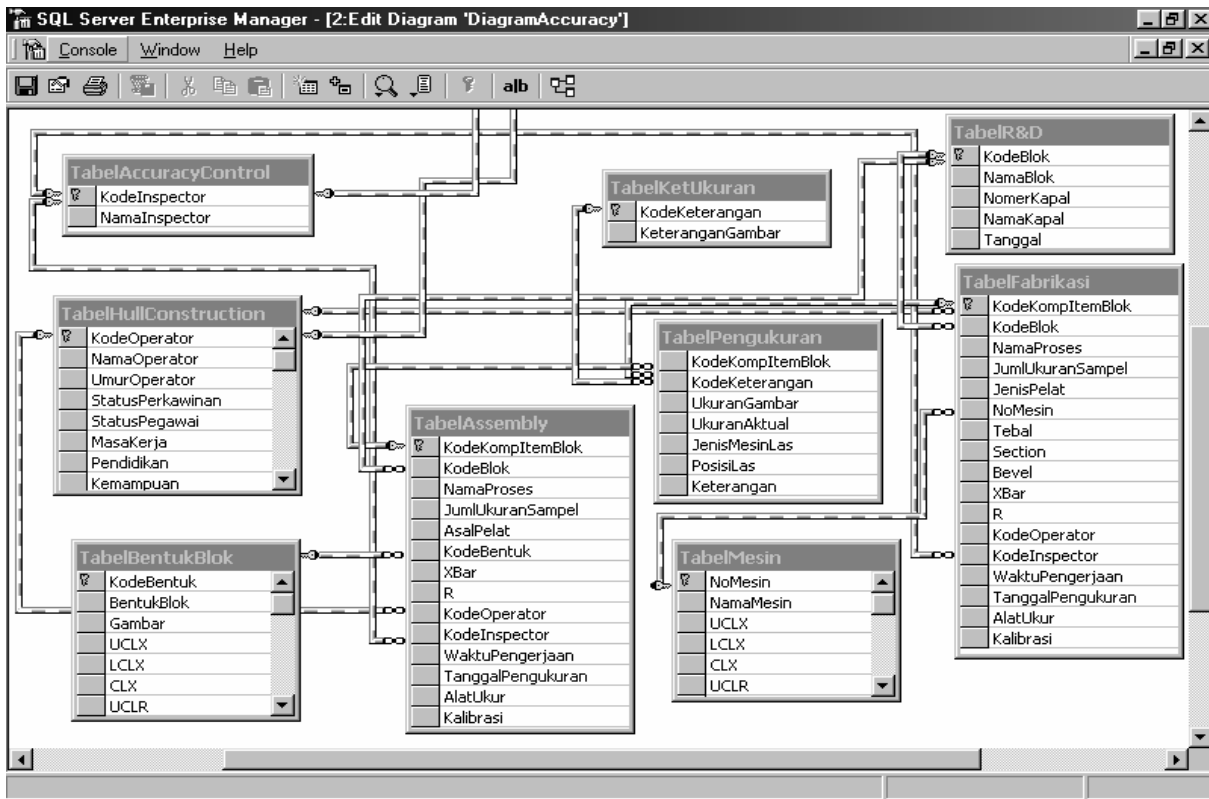 SQL Server Enterprise Manager - [2:Edit Diagram 'DiagramAccuracy']
Console Window Help
a|b
TabelAccuracyControl
KodeInspector
NamaInspector
TabelKetUkuran
KodeKeterangan
KeteranganGambar
TabelR&D
KodeBlok
NamaBlok
NomerKapal
NamaKapal
Tanggal
TabelHullConstruction
KodeOperator
NamaOperator
UmurOperator
StatusPerkawinan
StatusPegawai
MasaKerja
Pendidikan
Kemampuan
TabelPengukuran
KodeKompItemBlok
KodeKeterangan
UkuranGambar
UkuranAktual
JenisMesinLas
PosisiLas
Keterangan
TabelFabrikasi
KodeKompItemBlok
KodeBlok
NamaProses
JumlUkuranSampel
JenisPelat
NoMesin
Tebal
Section
Bevel
XBar
R
KodeOperator
KodeInspector
WaktuPengerjaan
TanggalPengukuran
AlatUkur
Kalibrasi
TabelAssembly
KodeKompItemBlok
KodeBlok
NamaProses
JumlUkuranSampel
AsalPelat
KodeBentuk
XBar
R
KodeOperator
KodeInspector
WaktuPengerjaan
TanggalPengukuran
AlatUkur
Kalibrasi
TabelBentukBlok
KodeBentuk
BentukBlok
Gambar
UCLX
LCLX
CLX
UCLR
TabelMesin
NoMesin
NamaMesin
UCLX
LCLX
CLX
UCLR